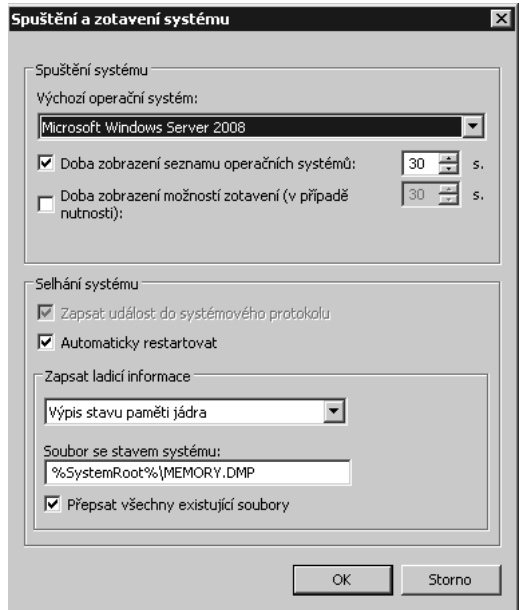 Spuštění a zotavení systému
Spuštění systému
Výchozí operační systém:
Microsoft Windows Server 2008
Doba zobrazení seznamu operačních systémů: 30 s.
Doba zobrazení možností zotavení (v případě 30 s.
nutnosti):
Selhání systému
Zapsat událost do systémového protokolu
Automaticky restartovat
Zapsat ladicí informace
Výpis stavu paměti jádra
Soubor se stavem systému:
%SystemRoot%\MEMORY.DMP
Přepsat všechny existující soubory
OK Storno